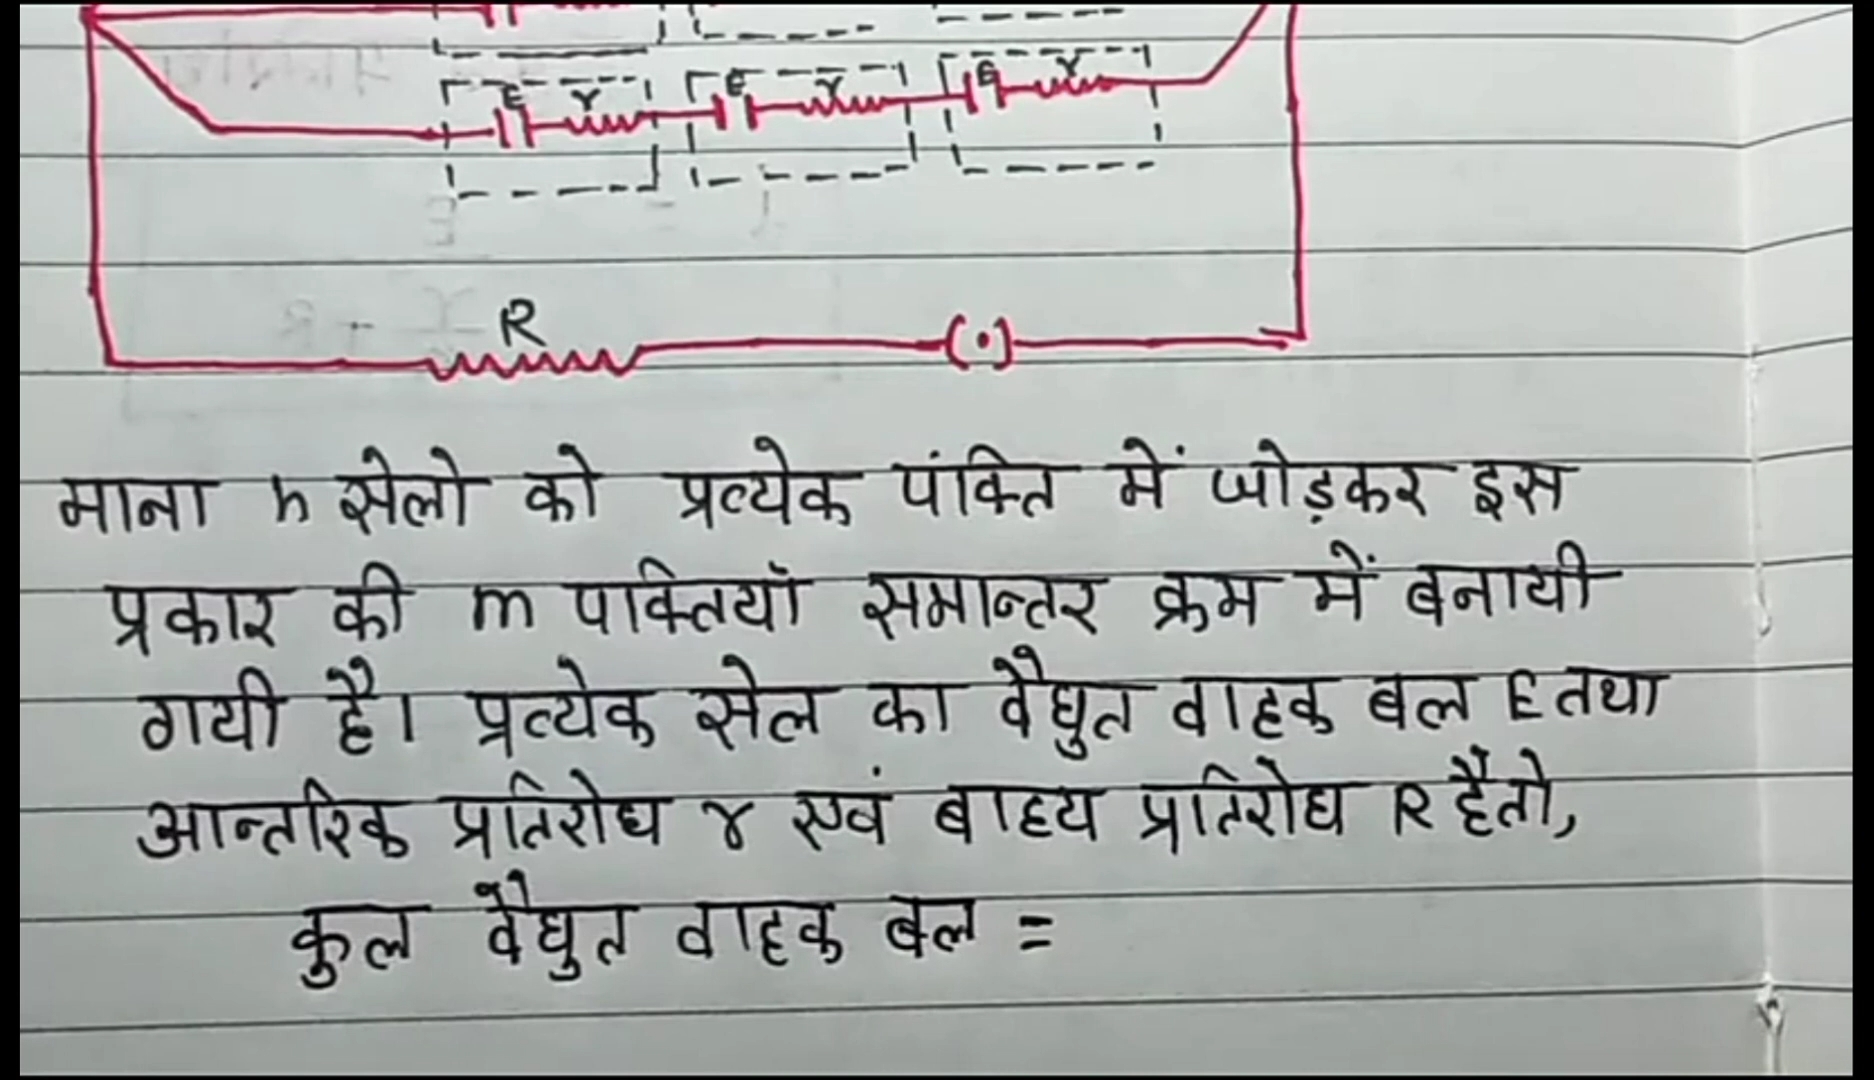 E r E r E r
R
माना n सेलो को प्रत्येक पंक्ति में जोड़कर इस
प्रकार की m पक्तियाँ समान्तर क्रम में बनायी
गयी है। प्रत्येक सेल का वैद्युत वाहक बल E तथा
आन्तरिक प्रतिरोध r एवं बाह्य प्रतिरोध R है तो,
कुल वैद्युत वाहक बल =